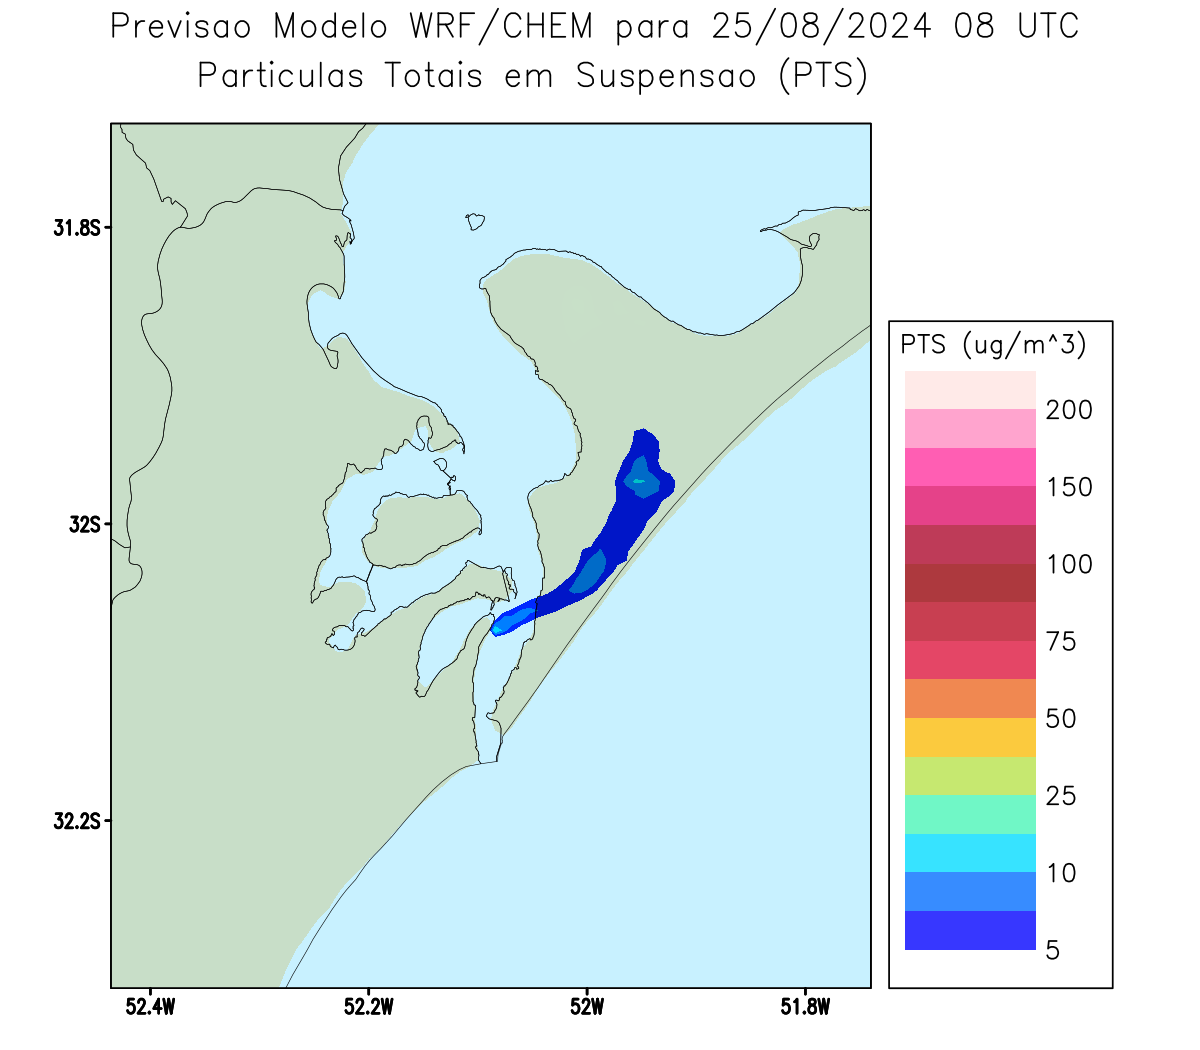 Previsao Modelo WRF/CHEM para 25/08/2024 08 UTC
Particulas Totais em Suspensao (PTS)
31.8S
32S
32.2S
52.4W
52.2W
52W
51.8W
PTS (ug/m^3)
200
150
100
75
50
25
10
5